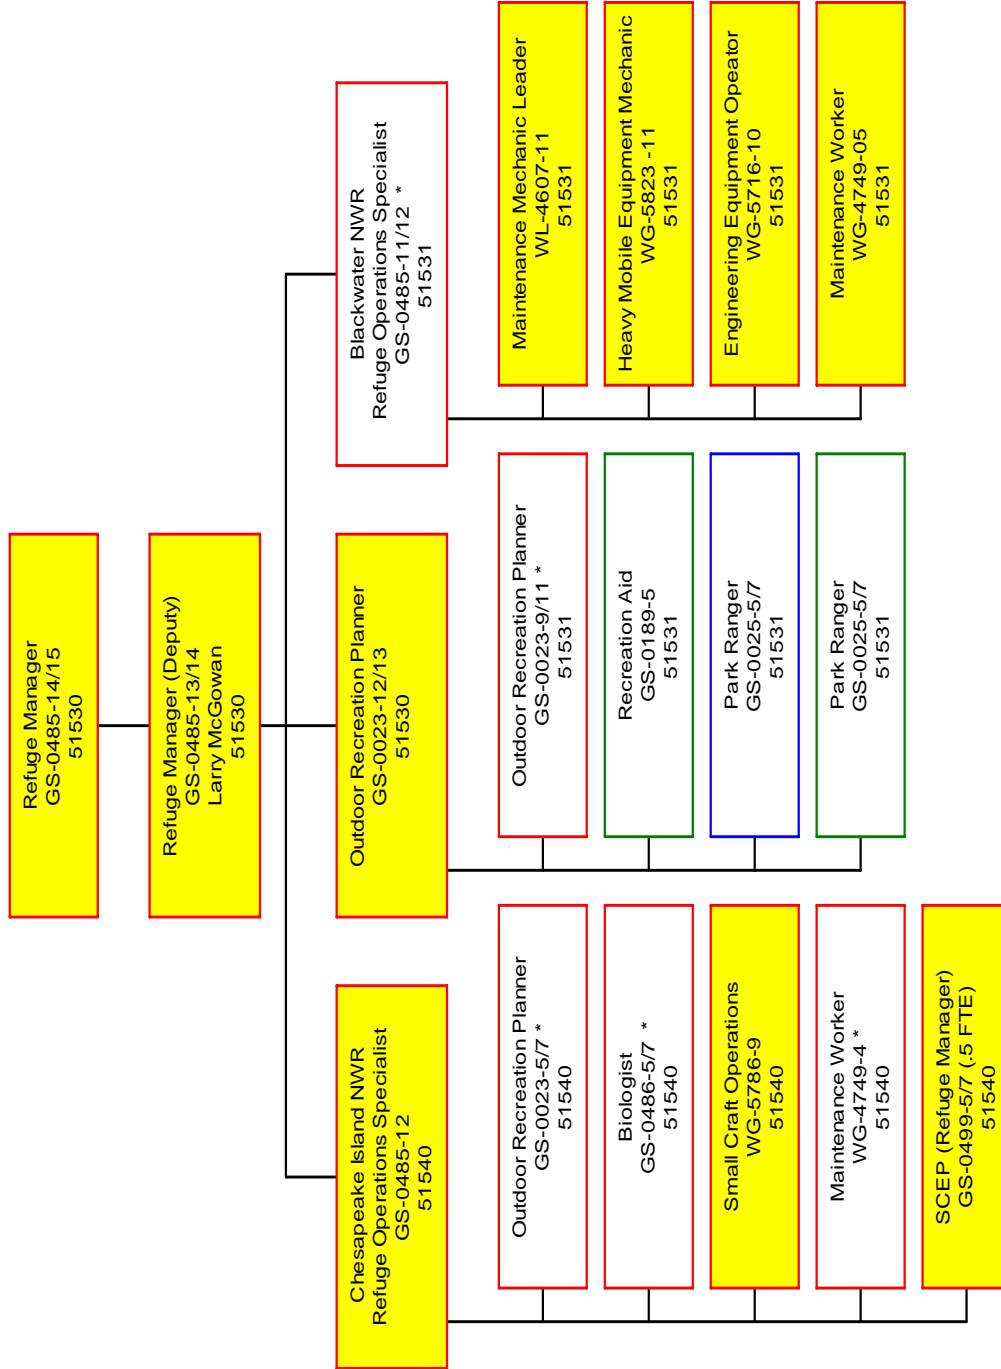 Refuge Manager
GS-0485-14/15
51530
Refuge Manager (Deputy)
GS-0485-13/14
Larry McGowan
51530
Chesapeake Island NWR
Refuge Operations Specialist
GS-0485-12
51540
Outdoor Recreation Planner
GS-0023-12/13
51530
Blackwater NWR
Refuge Operations Specialist
GS-0485-11/12 *
51531
Outdoor Recreation Planner
GS-0023-5/7 *
51540
Biologist
GS-0486-5/7 *
51540
Small Craft Operations
WG-5786-9
51540
Maintenance Worker
WG-4749-4 *
51540
SCEP (Refuge Manager)
GS-0499-5/7 (.5 FTE)
51540
Outdoor Recreation Planner
GS-0023-9/11 *
51531
Recreation Aid
GS-0189-5
51531
Park Ranger
GS-0025-5/7
51531
Park Ranger
GS-0025-5/7
51531
Maintenance Mechanic Leader
WL-4607-11
51531
Heavy Mobile Equipment Mechanic
WG-5823 -11
51531
Engineering Equipment Opeator
WG-5716-10
51531
Maintenance Worker
WG-4749-05
51531